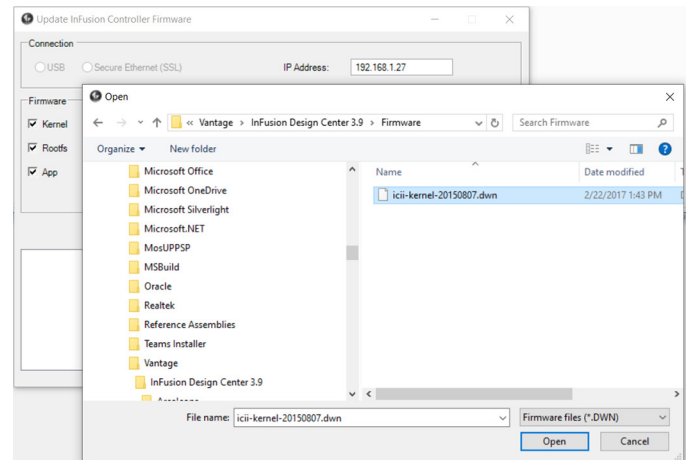 Update InFusion Controller Firmware
Connection
USB Secure Ethernet (SSL) IP Address: 192.168.1.27
Firmware
Kernel
Rootfs
App
Open
« Vantage > InFusion Design Center 3.9 > Firmware Search Firmware
Organize New folder
Name Date modified
Microsoft Office
Microsoft OneDrive
Microsoft Silverlight
Microsoft.NET
MosUPPSP
MSBuild
Oracle
Realtek
Reference Assemblies
Teams Installer
Vantage
InFusion Design Center 3.9
icii-kernel-20150807.dwn 2/22/2017 1:43 PM
File name: icii-kernel-20150807.dwn Firmware files (*.DWN)
Open Cancel